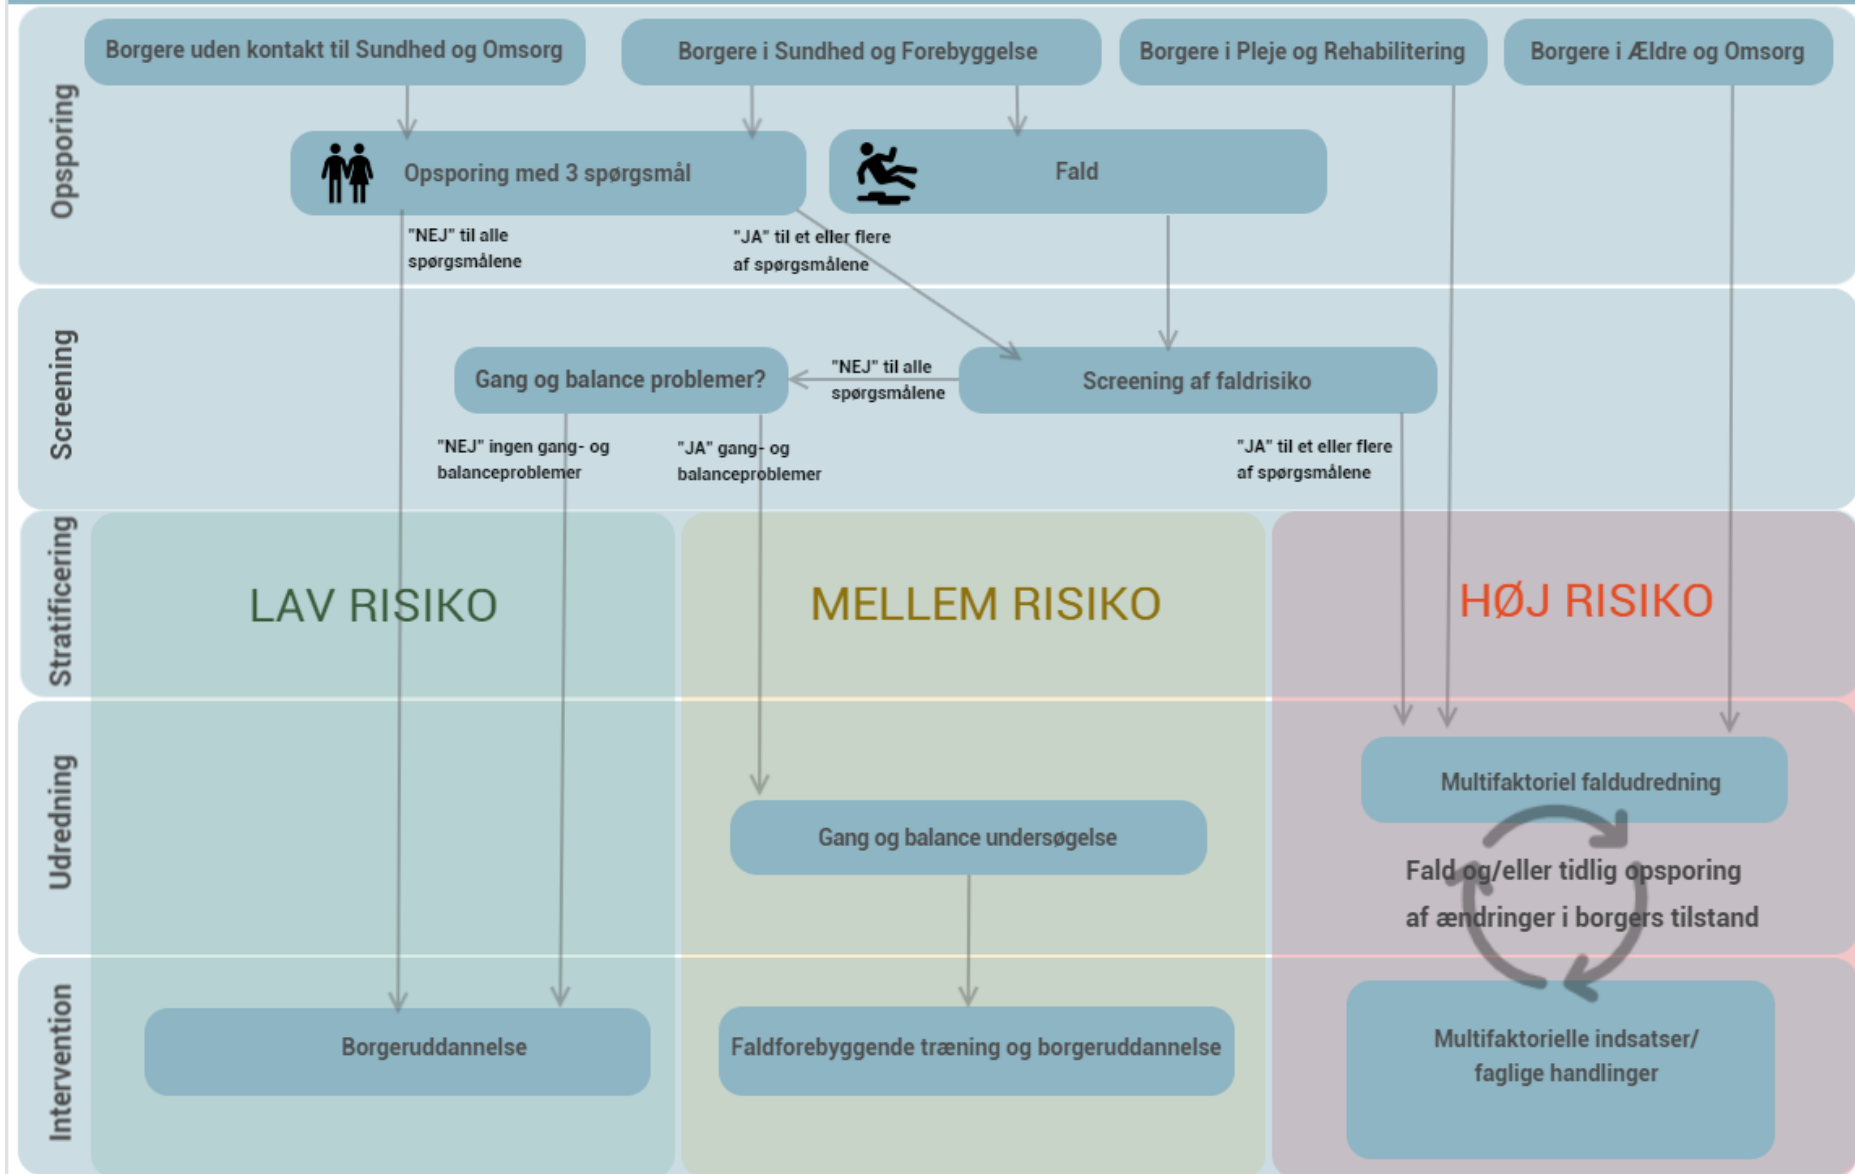 Opsporing
Borgere uden kontakt til Sundhed og Omsorg
Borgere i Sundhed og Forebyggelse
Borgere i Pleje og Rehabilitering
Borgere i Ældre og Omsorg
Opsporing med 3 spørgsmål
Fald
"NEJ" til alle
spørgsmålene
"JA" til et eller flere
af spørgsmålene
Screening
Gang og balance problemer?
"NEJ" til alle
spørgsmålene
Screening af faldrisiko
"NEJ" ingen gang- og
balanceproblemer
"JA" gang- og
balanceproblemer
"JA" til et eller flere
af spørgsmålene
Stratificering
LAV RISIKO
MELLEM RISIKO
HØJ RISIKO
Udredning
Gang og balance undersøgelse
Multifaktoriel faldudredning
Fald og/eller tidlig opsporing
af ændringer i borgers tilstand
Intervention
Borgeruddannelse
Faldforebyggende træning og borgeruddannelse
Multifaktorielle indsatser/
faglige handlinger